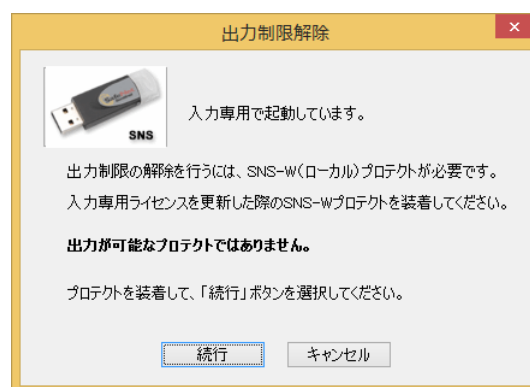 出力制限解除
SNS
入力専用で起動しています。
出力制限の解除を行うには、SNS-W(ローカル)プロテクトが必要です。
入力専用ライセンスを更新した際のSNS-Wプロテクトを装着してください。
出力が可能なプロテクトではありません。
プロテクトを装着して、「続行」ボタンを選択してください。
続行
キャンセル